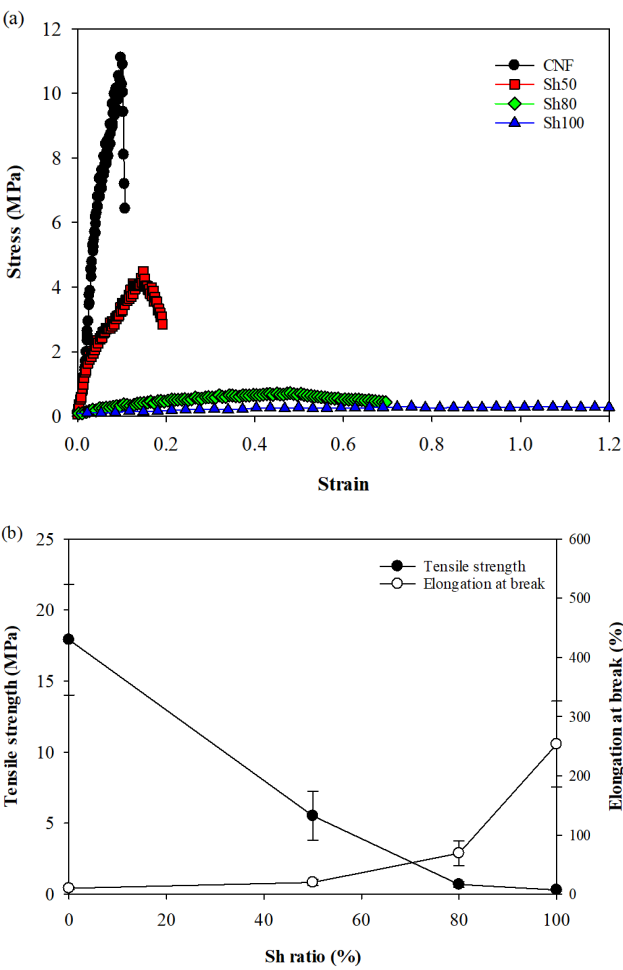 (a)
12
10
8
6
4
2
0
Stress (MPa)
CNF
Sh50
Sh80
Sh100
0.0 0.2 0.4 0.6 0.8 1.0 1.2
Strain
(b)
25
20
15
10
5
0
Tensile strength (MPa)
Tensile strength
Elongation at break
600
500
400
300
200
100
0
Elongation at break (%)
0 20 40 60 80 100
Sh ratio (%)